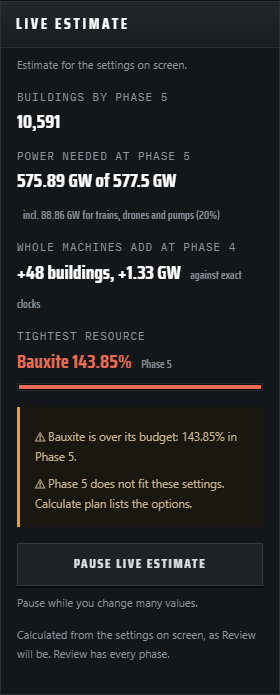 LIVE ESTIMATE
Estimate for the settings on screen.
BUILDINGS BY PHASE 5
10,591
POWER NEEDED AT PHASE 5
575.89 GW of 577.5 GW
incl. 88.86 GW for trains, drones and pumps (20%)
WHOLE MACHINES ADD AT PHASE 4
+48 buildings, +1.33 GW against exact
clocks
TIGHTEST RESOURCE
Bauxite 143.85% Phase 5
⚠ Bauxite is over its budget: 143.85% in
Phase 5.
⚠ Phase 5 does not fit these settings.
Calculate plan lists the options.
PAUSE LIVE ESTIMATE
Pause while you change many values.
Calculated from the settings on screen, as Review
will be. Review has every phase.